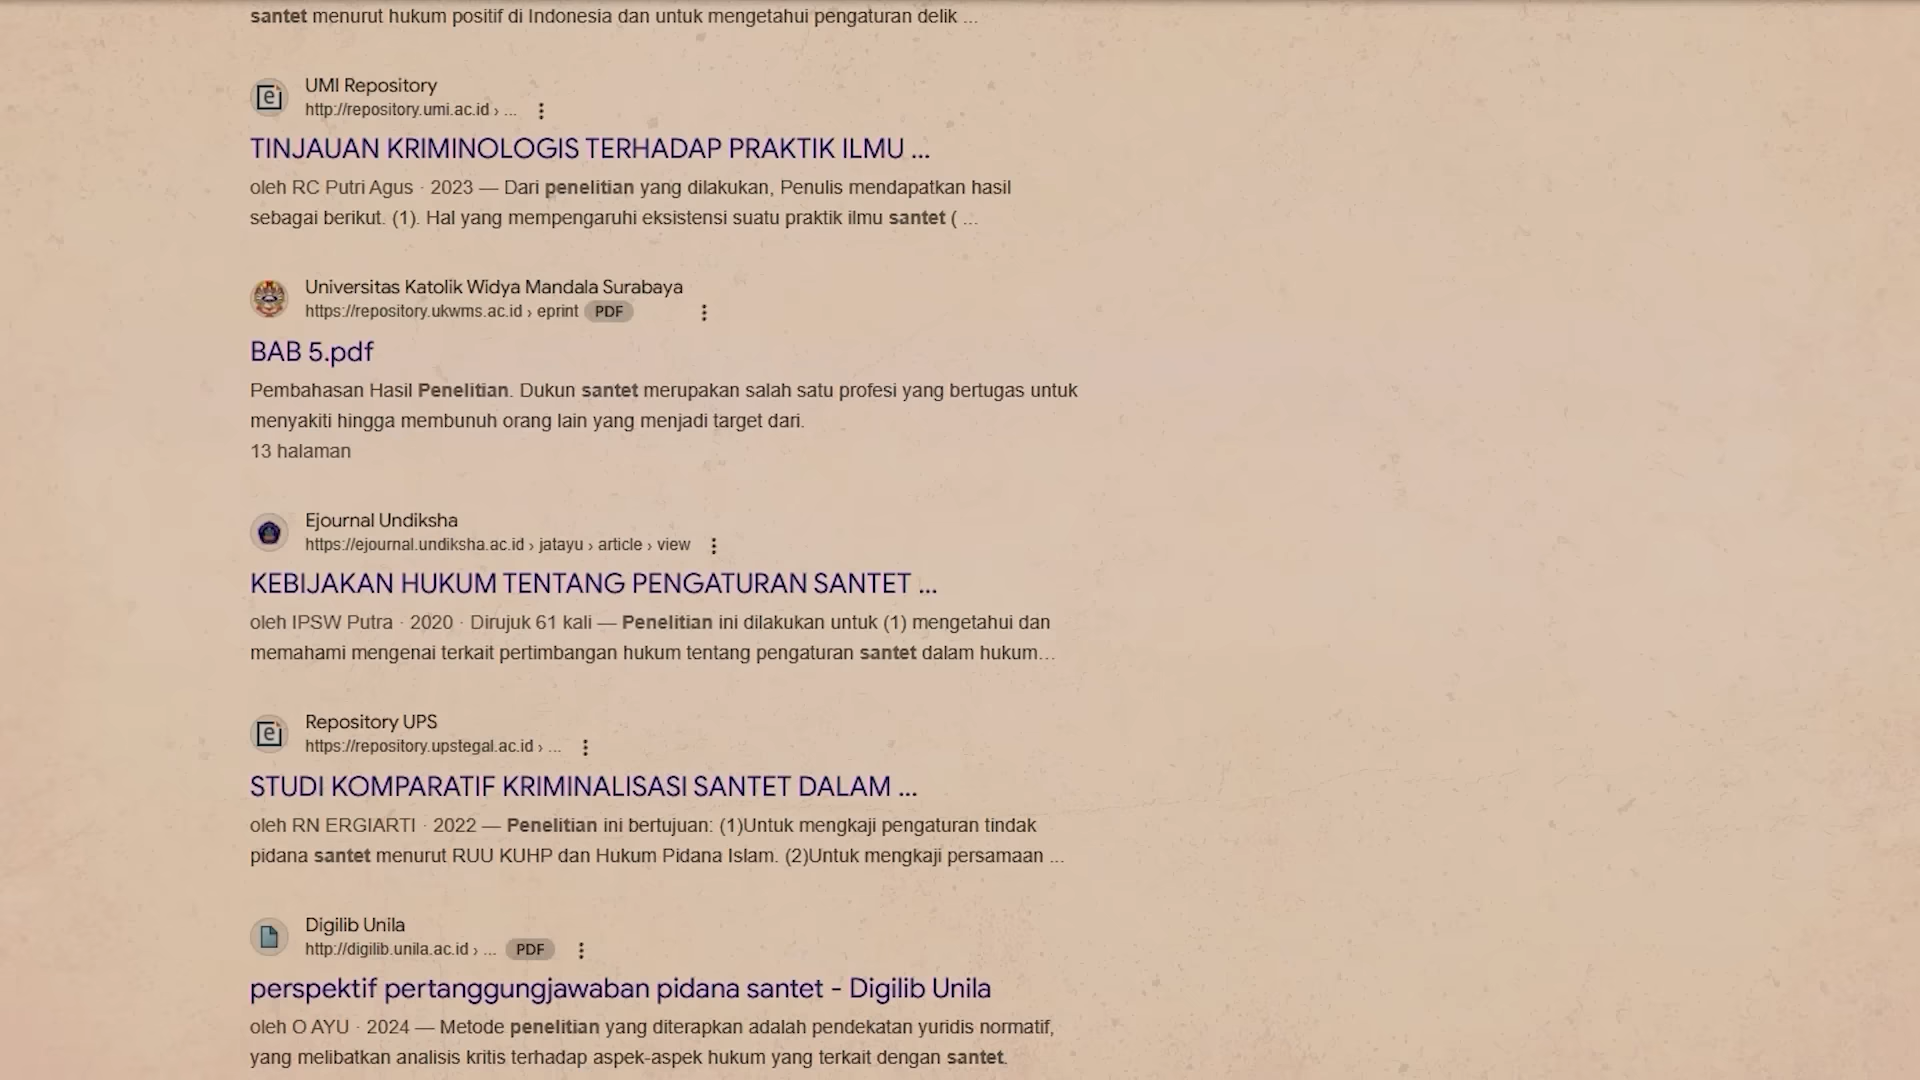 santet menurut hukum positif di Indonesia dan untuk mengetahui pengaturan delik ...
UMI Repository
http://repository.umi.ac.id › ...
TINJAUAN KRIMINOLOGIS TERHADAP PRAKTIK ILMU ...
oleh RC Putri Agus · 2023 — Dari penelitian yang dilakukan, Penulis mendapatkan hasil
sebagai berikut. (1). Hal yang mempengaruhi eksistensi suatu praktik ilmu santet ( ...
Universitas Katolik Widya Mandala Surabaya
https://repository.ukwms.ac.id › eprint PDF
BAB 5.pdf
Pembahasan Hasil Penelitian. Dukun santet merupakan salah satu profesi yang bertugas untuk
menyakiti hingga membunuh orang lain yang menjadi target dari.
13 halaman
Ejournal Undiksha
https://ejournal.undiksha.ac.id › jatayu › article › view
KEBIJAKAN HUKUM TENTANG PENGATURAN SANTET ...
oleh IPSW Putra · 2020 · Dirujuk 61 kali — Penelitian ini dilakukan untuk (1) mengetahui dan
memahami mengenai terkait pertimbangan hukum tentang pengaturan santet dalam hukum...
Repository UPS
https://repository.upstegal.ac.id › ...
STUDI KOMPARATIF KRIMINALISASI SANTET DALAM ...
oleh RN ERGIARTI · 2022 — Penelitian ini bertujuan: (1)Untuk mengkaji pengaturan tindak
pidana santet menurut RUU KUHP dan Hukum Pidana Islam. (2)Untuk mengkaji persamaan ...
Digilib Unila
http://digilib.unila.ac.id › ... PDF
perspektif pertanggungjawaban pidana santet - Digilib Unila
oleh O AYU · 2024 — Metode penelitian yang diterapkan adalah pendekatan yuridis normatif,
yang melibatkan analisis kritis terhadap aspek-aspek hukum yang terkait dengan santet.